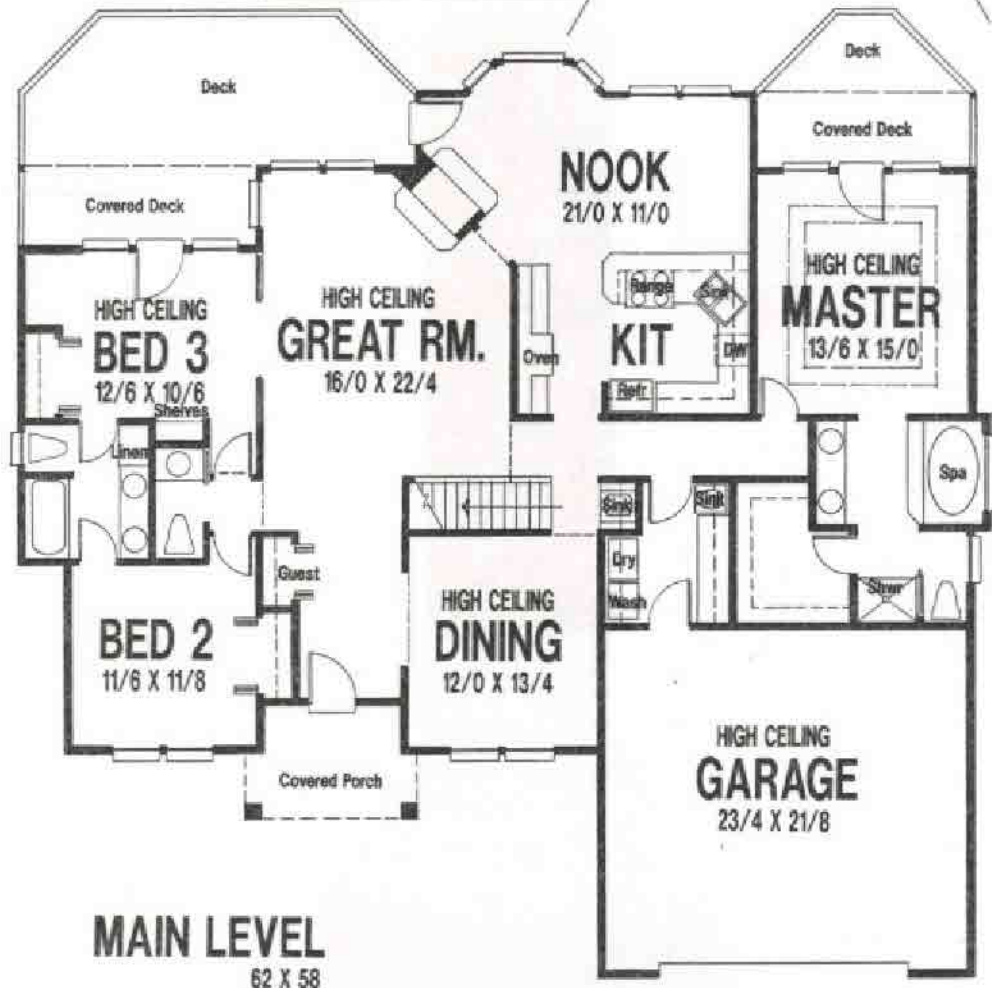 Deck
Deck
Covered Deck
NOOK
21/0 X 11/0
Covered Deck
HIGH CEILING
BED 3
12/6 X 10/6
Shelves
Linen
HIGH CEILING
GREAT RM.
16/0 X 22/4
Range
Sink
Oven
KIT
DW
Refr
HIGH CEILING
MASTER
13/6 X 15/0
Spa
Sink
Sink
Guest
Dry
Wash
Shwr
BED 2
11/6 X 11/8
HIGH CEILING
DINING
12/0 X 13/4
Covered Porch
HIGH CEILING
GARAGE
23/4 X 21/8
MAIN LEVEL
62 X 58